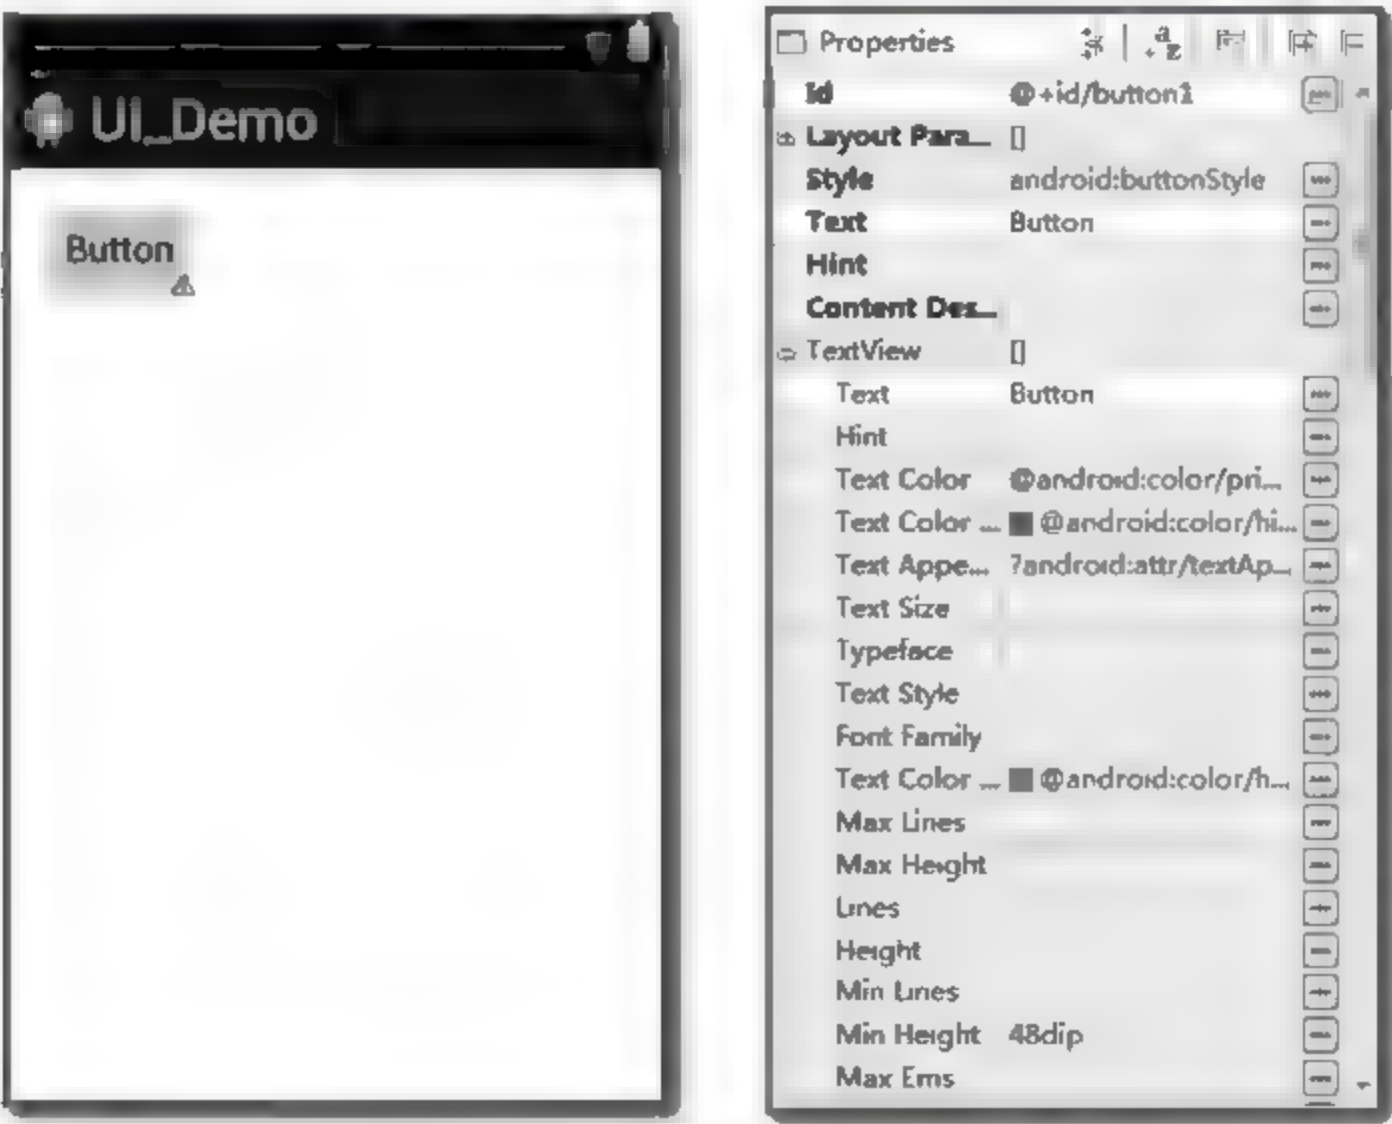 UI_Demo
Button
Properties
Id @+id/button1
Layout Para...
[]
Style android:buttonStyle
Text Button
Hint
Content Des...
TextView []
Text Button
Hint
Text Color @android:color/pri...
Text Color ... @android:color/hi...
Text Appe... ?android:attr/textAp...
Text Size
Typeface
Text Style
Font Family
Text Color ... @android:color/h...
Max Lines
Max Height
Lines
Height
Min Lines
Min Height 48dip
Max Ems